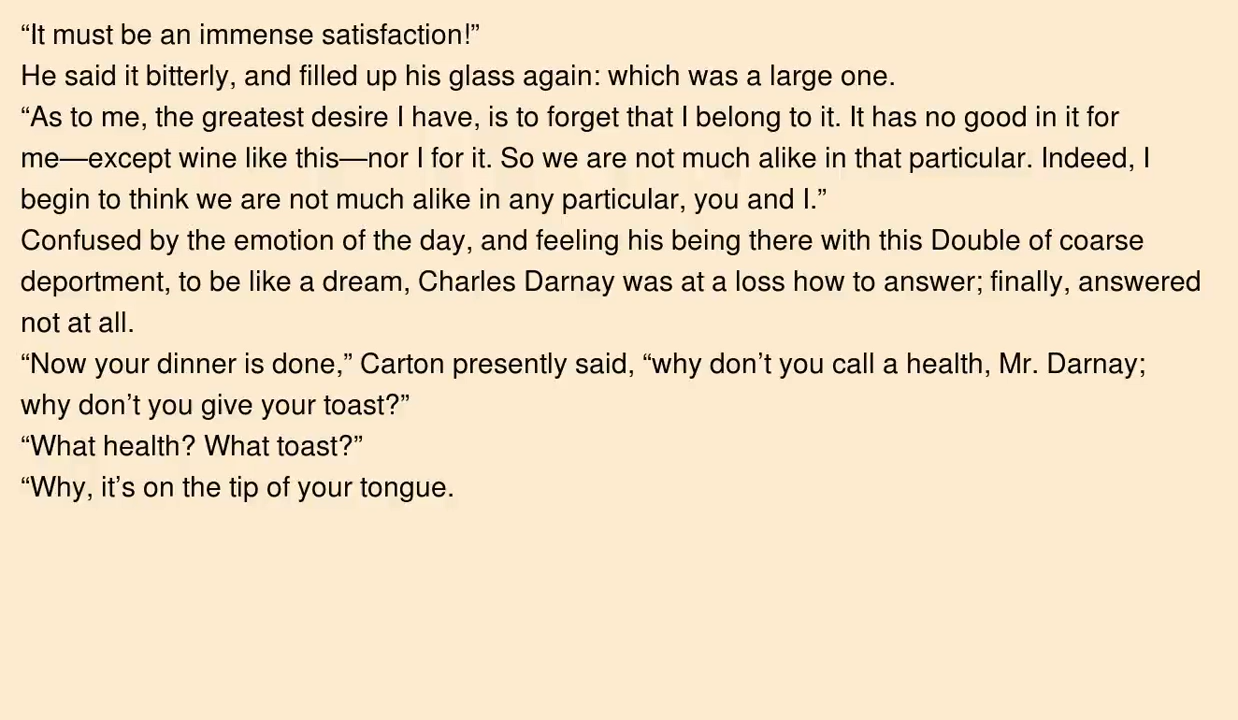 “It must be an immense satisfaction!”
He said it bitterly, and filled up his glass again: which was a large one.
“As to me, the greatest desire I have, is to forget that I belong to it. It has no good in it for
me—except wine like this—nor I for it. So we are not much alike in that particular. Indeed, I
begin to think we are not much alike in any particular, you and I.”
Confused by the emotion of the day, and feeling his being there with this Double of coarse
deportment, to be like a dream, Charles Darnay was at a loss how to answer; finally, answered
not at all.
“Now your dinner is done,” Carton presently said, “why don’t you call a health, Mr. Darnay;
why don’t you give your toast?”
“What health? What toast?”
“Why, it’s on the tip of your tongue.